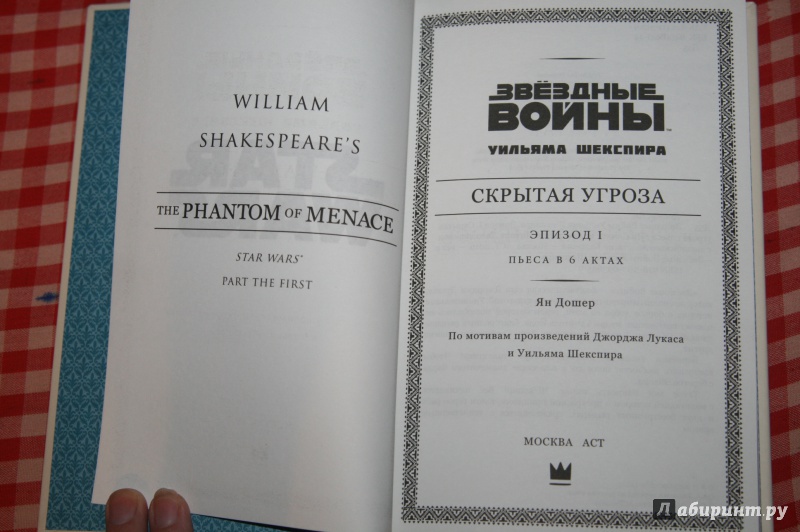 WILLIAM
SHAKESPEARE'S
THE PHANTOM OF MENACE
STAR WARS®
PART THE FIRST
ЗВЁЗДНЫЕ
ВОЙНЫ™
УИЛЬЯМА ШЕКСПИРА
СКРЫТАЯ УГРОЗА
ЭПИЗОД I
ПЬЕСА В 6 АКТАХ
Ян Дошер
По мотивам произведений Джорджа Лукаса
и Уильяма Шекспира
МОСКВА АСТ
Лабиринт.ру